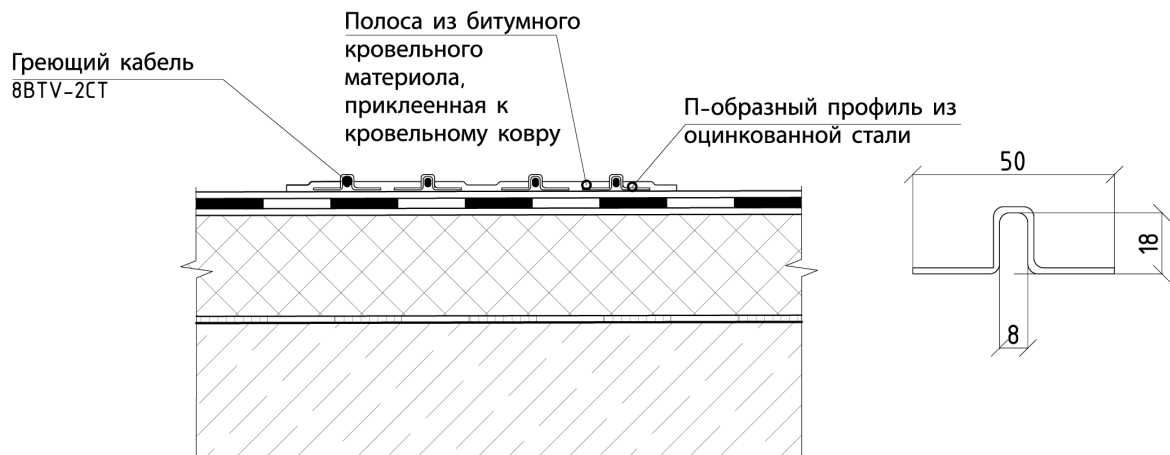 Полоса из битумного
кровельного
материола,
приклеенная к
кровельному ковру
Греющий кабель
8BTV-2CT
П-образный профиль из
оцинкованной стали
50
18
8